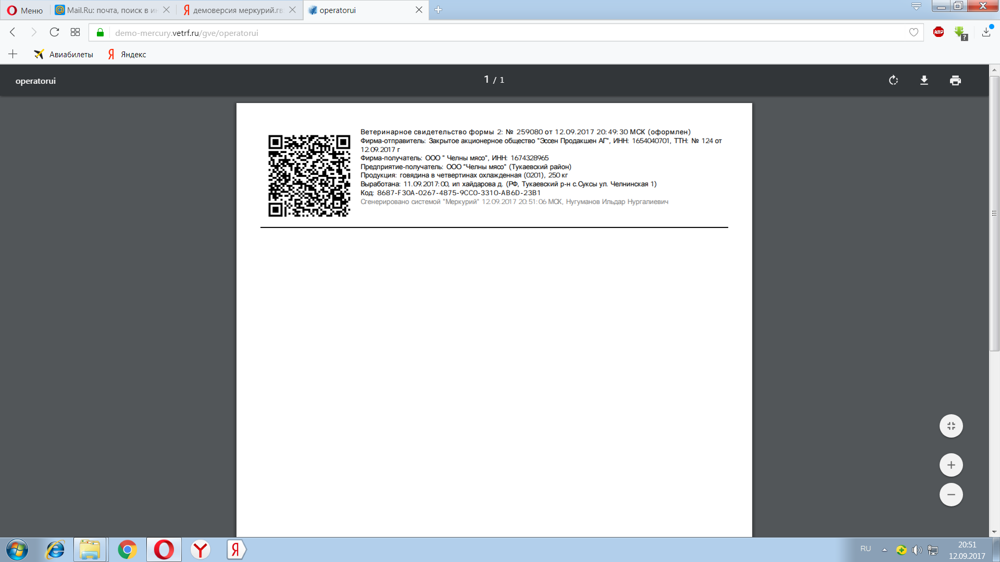 Меню
Mail.Ru: почта, поиск в ин
демоверсия меркурий.гв
operatorui
demo-mercury.vetrf.ru/gve/operatorui
ABP
?
Авиабилеты
Яндекс
operatorui
1 / 1
Ветеринарное свидетельство формы 2: № 259080 от 12.09.2017 20:49:30 МСК (оформлен)
Фирма-отправитель: Закрытое акционерное общество "Эссен Продакшен АГ", ИНН: 1654040701, ТТН: № 124 от
12.09.2017 г
Фирма-получатель: ООО " Челны мясо", ИНН: 1674328965
Предприятие-получатель: ООО "Челны мясо" (Тукаевский район)
Продукция: говядина в четвертинах охлажденная (0201), 250 кг
Выработана: 11.09.2017:00, ип хайдарова д. (РФ, Тукаевский р-н с.Суксы ул. Челнинская 1)
Код: 8687-F30A-0267-4875-9CC0-3310-AB6D-23B1
Сгенерировано системой "Меркурий" 12.09.2017 20:51:06 МСК, Нугуманов Ильдар Нургалиевич
RU
20:51
12.09.2017